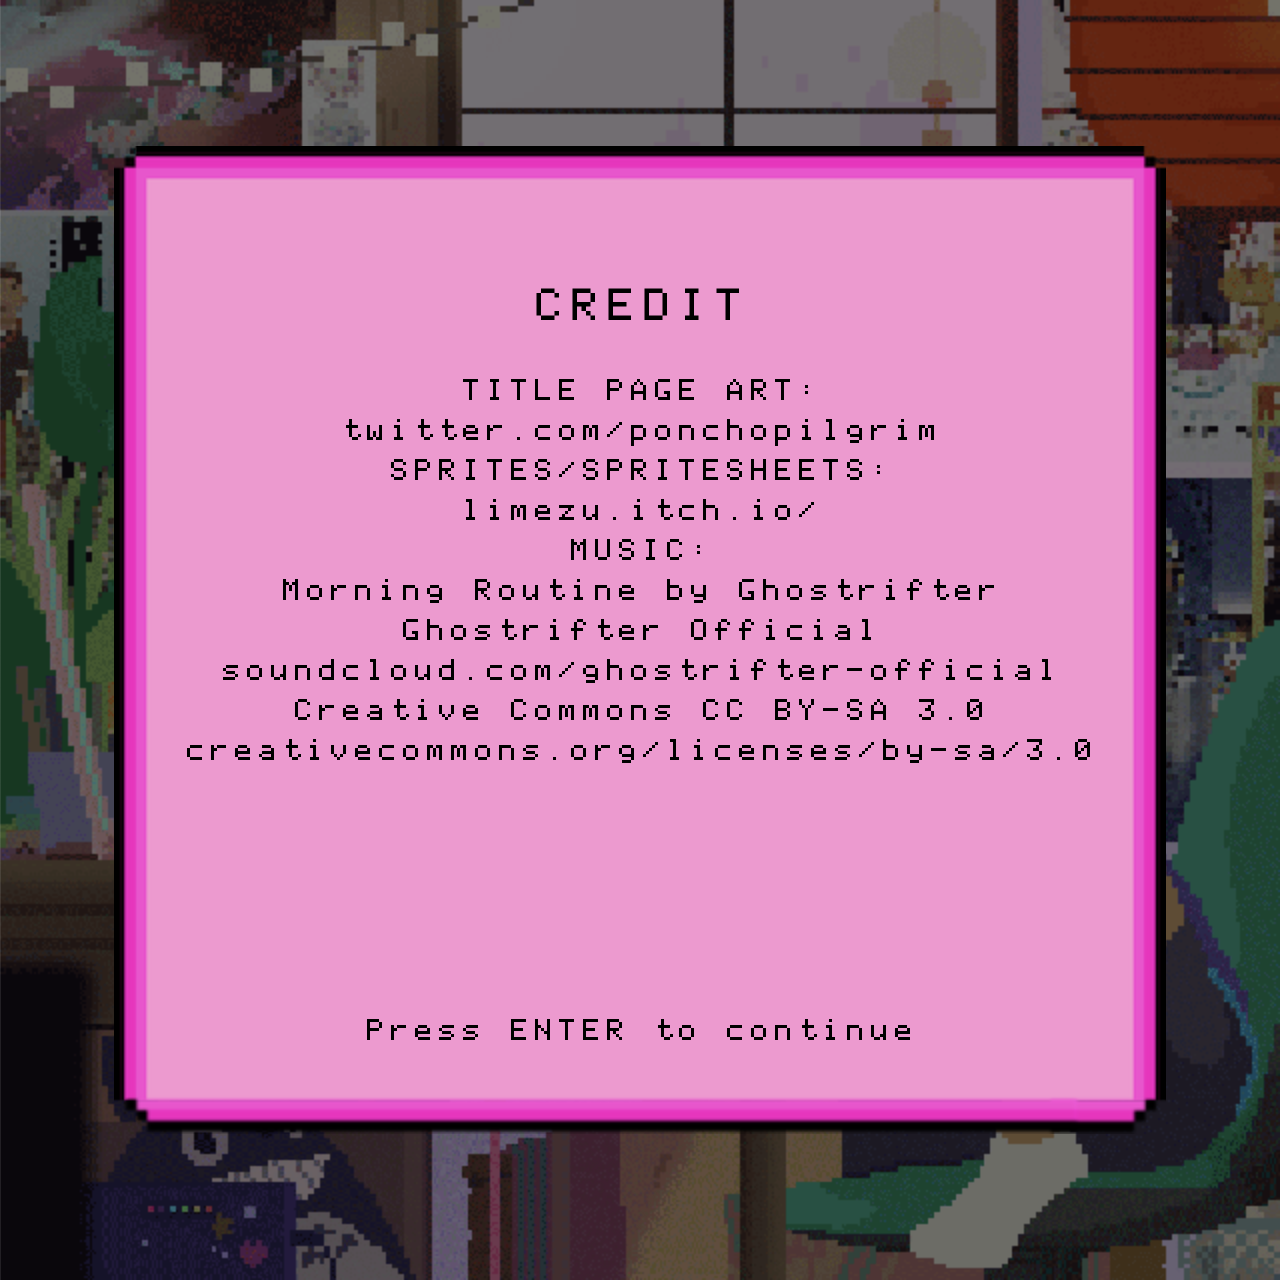 CREDIT
TITLE PAGE ART:
twitter.com/ponchopilgrim
SPRITES/SPRITESHEETS:
limezu.itch.io/
MUSIC:
Morning Routine by Ghostrifter
Ghostrifter Official
soundcloud.com/ghostrifter-official
Creative Commons CC BY-SA 3.0
creativecommons.org/licenses/by-sa/3.0
Press ENTER to continue